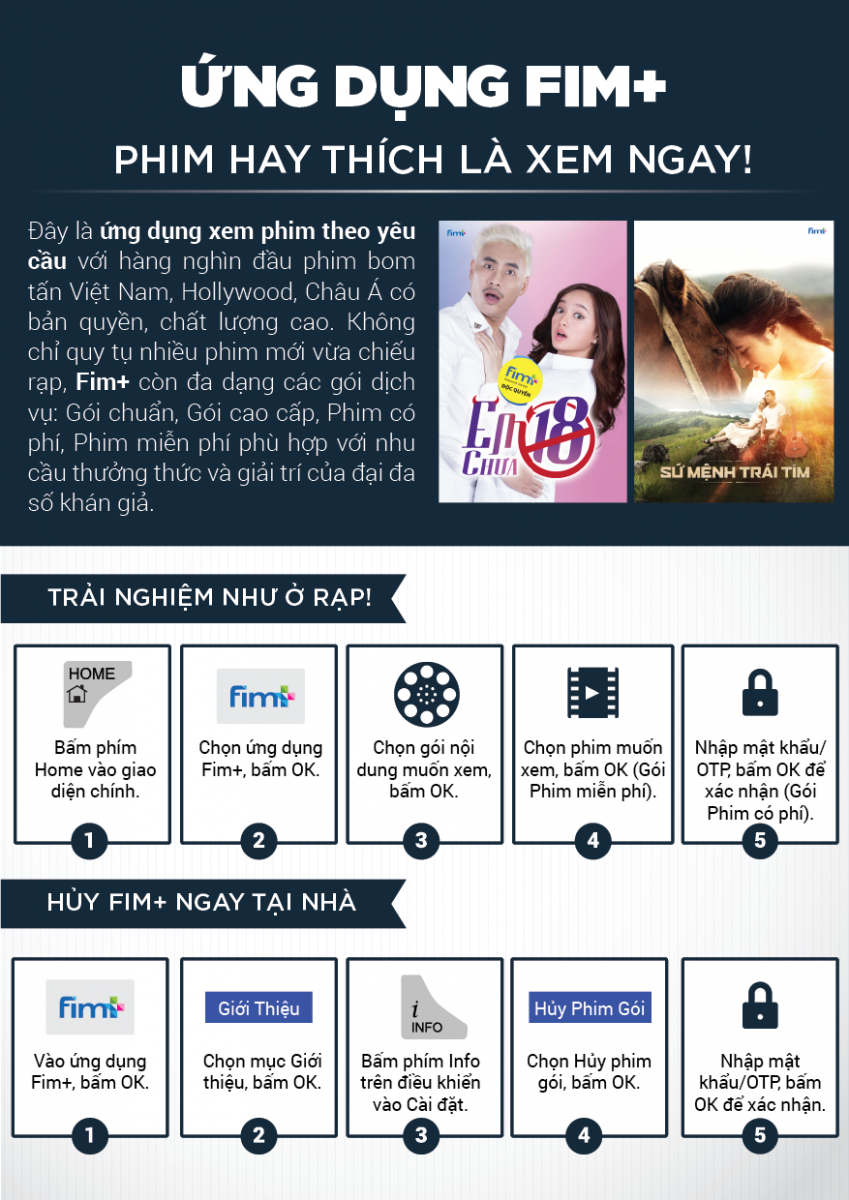 ỨNG DỤNG FIM+
PHIM HAY THÍCH LÀ XEM NGAY!
Đây là ứng dụng xem phim theo yêu
cầu với hàng nghìn đầu phim bom
tấn Việt Nam, Hollywood, Châu Á có
bản quyền, chất lượng cao. Không
chỉ quy tụ nhiều phim mới vừa chiếu
rạp, Fim+ còn đa dạng các gói dịch
vụ: Gói chuẩn, Gói cao cấp, Phim có
phí, Phim miễn phí phù hợp với nhu
cầu thưởng thức và giải trí của đại đa
số khán giả.
fim+
fim+
ĐỘC QUYỀN
EM
CHƯA
18
fim+
SỨ MỆNH TRÁI TIM
TRẢI NGHIỆM NHƯ Ở RẠP!
HOME
Bấm phím
Home vào giao
diện chính.
1
fim+
Chọn ứng dụng
Fim+, bấm OK.
2
Chọn gói nội
dung muốn xem,
bấm OK.
3
Chọn phim muốn
xem, bấm OK (Gói
Phim miễn phí).
4
Nhập mật khẩu/
OTP, bấm OK để
xác nhận (Gói
Phim có phí).
5
HỦY FIM+ NGAY TẠI NHÀ
fim+
Vào ứng dụng
Fim+, bấm OK.
1
Giới Thiệu
Chọn mục Giới
thiệu, bấm OK.
2
i
INFO
Bấm phím Info
trên điều khiển
vào Cài đặt.
3
Hủy Phim Gói
Chọn Hủy phim
gói, bấm OK.
4
Nhập mật
khẩu/OTP, bấm
OK để xác nhận.
5